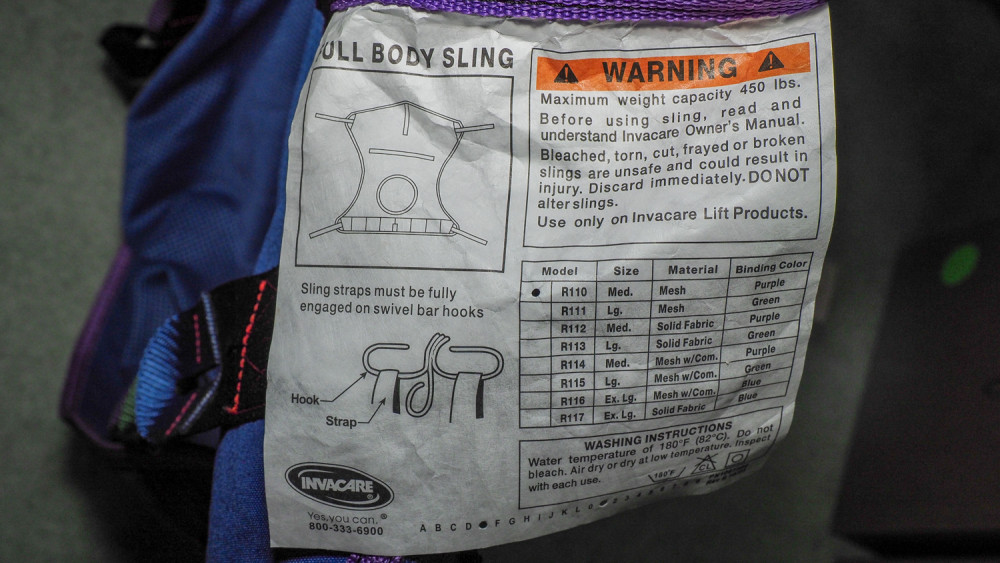 ULL BODY SLING
WARNING
Maximum weight capacity 450 lbs.
Before using sling, read and
understand Invacare Owner's Manual.
Bleached, torn, cut, frayed or broken
slings are unsafe and could result in
injury. Discard immediately. DO NOT
alter slings.
Use only on Invacare Lift Products.
Sling straps must be fully
engaged on swivel bar hooks
Hook
Strap
Model Size Material Binding Color
R110 Med. Mesh Purple
R111 Lg. Mesh Green
R112 Med. Solid Fabric Purple
R113 Lg. Solid Fabric Green
R114 Med. Mesh w/Com. Purple
R115 Lg. Mesh w/Com. Green
R116 Ex. Lg. Mesh w/Com. Blue
R117 Ex. Lg. Solid Fabric Blue
WASHING INSTRUCTIONS
Water temperature of 180°F (82°C). Do not
bleach. Air dry or dry at low temperature. Inspect
with each use.
180°F
CL
INVACARE®
Yes, you can.®
800-333-6900
A B C D F G H I J K L